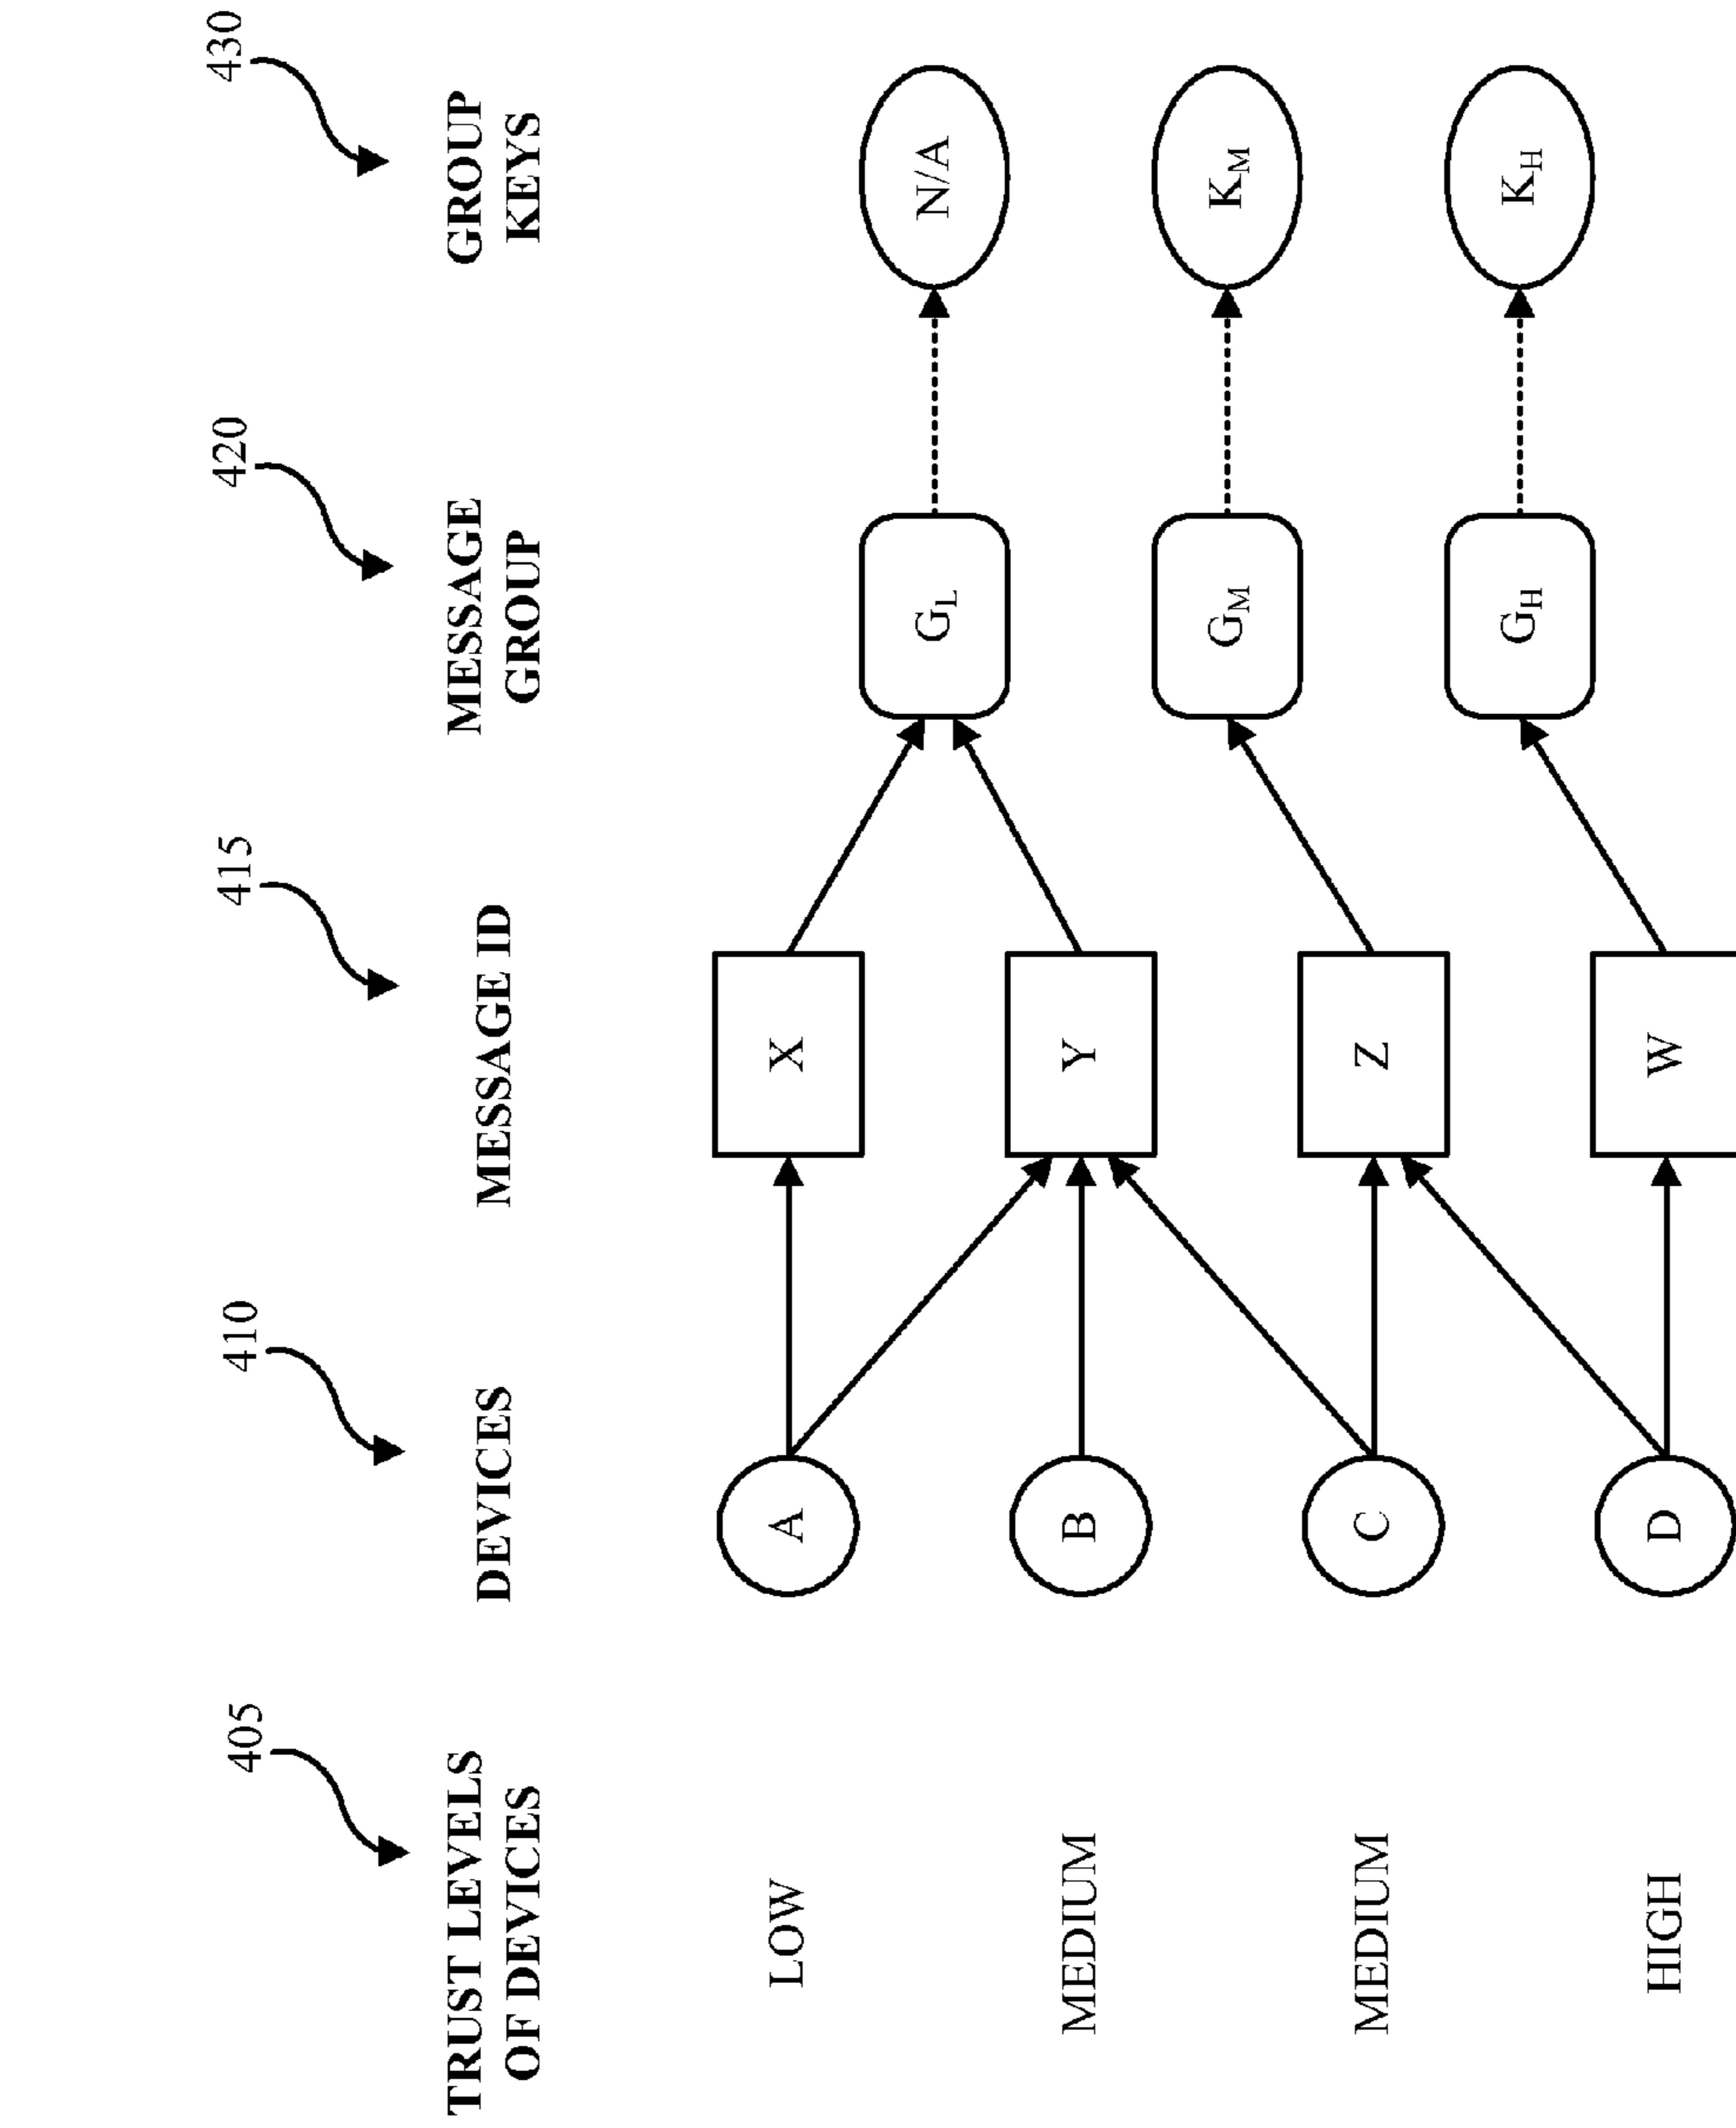 405
410
415
420
430
TRUST LEVELS
OF DEVICES
DEVICES
MESSAGE ID
MESSAGE
GROUP
GROUP
KEYS
LOW
A
X
GL
N/A
MEDIUM
B
Y
GM
KM
MEDIUM
C
Z
GH
KH
HIGH
D
W